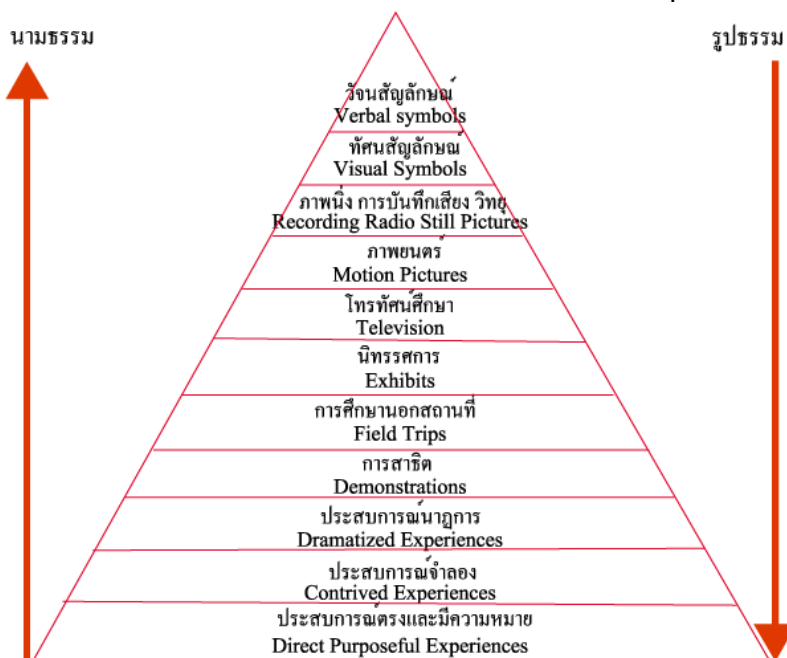 นามธรรม
รูปธรรม
วัจนสัญลักษณ์
Verbal symbols
ทัศนสัญลักษณ์
Visual Symbols
ภาพนิ่ง การบันทึกเสียง วิทยุ
Recording Radio Still Pictures
ภาพยนตร์
Motion Pictures
โทรทัศน์ศึกษา
Television
นิทรรศการ
Exhibits
การศึกษานอกสถานที่
Field Trips
การสาธิต
Demonstrations
ประสบการณ์นาฏการ
Dramatized Experiences
ประสบการณ์จำลอง
Contrived Experiences
ประสบการณ์ตรงและมีความหมาย
Direct Purposeful Experiences